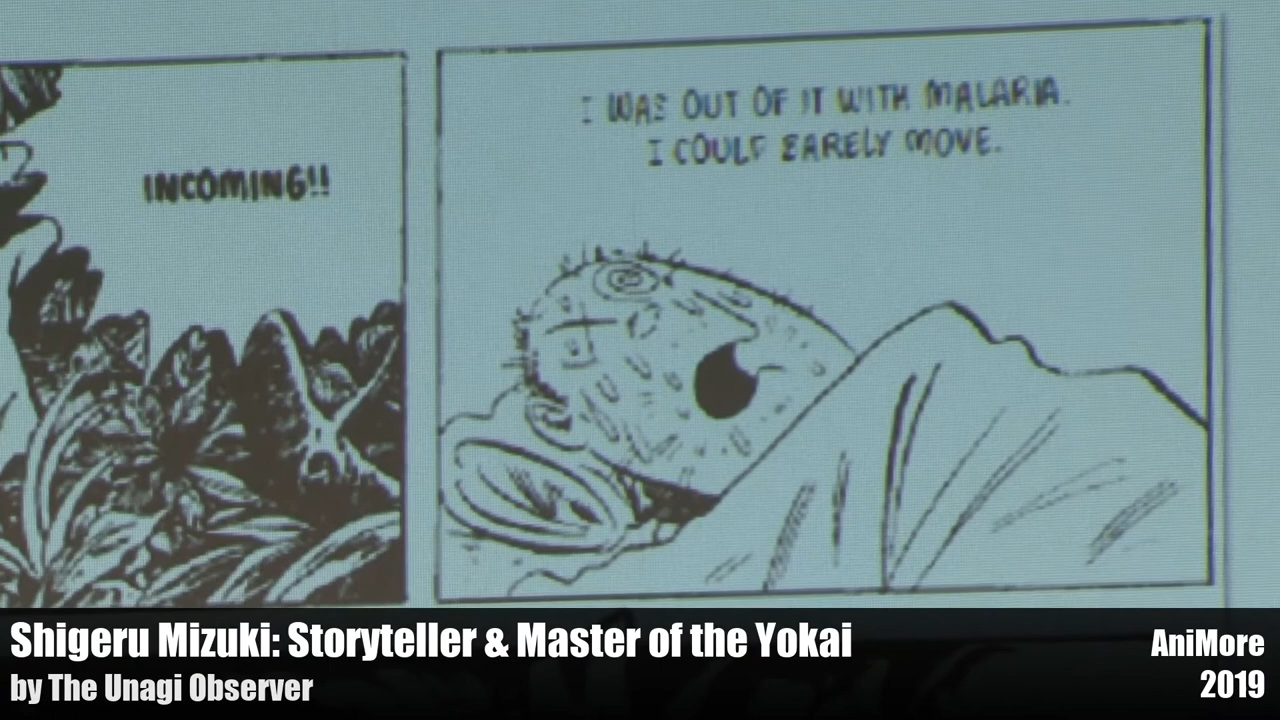 INCOMING!!
I WAS OUT OF IT WITH MALARIA.
I COULD BARELY MOVE.
Shigeru Mizuki: Storyteller & Master of the Yokai
by The Unagi Observer
AniMore
2019